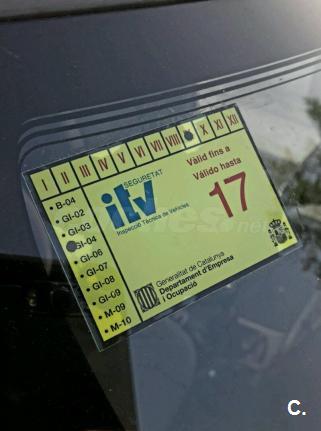 I II III IV V VI VII VIII X XI XII
SEGURETAT
itv
Inspecció Tècnica de Vehicles
Vàlid fins a
Válido hasta
17
• B-04
• GI-02
• GI-03
GI-04
• GI-06
• GI-07
• GI-08
• GI-09
• M-09
• M-10
Generalitat de Catalunya
Departament d'Empresa
i Ocupació
C.